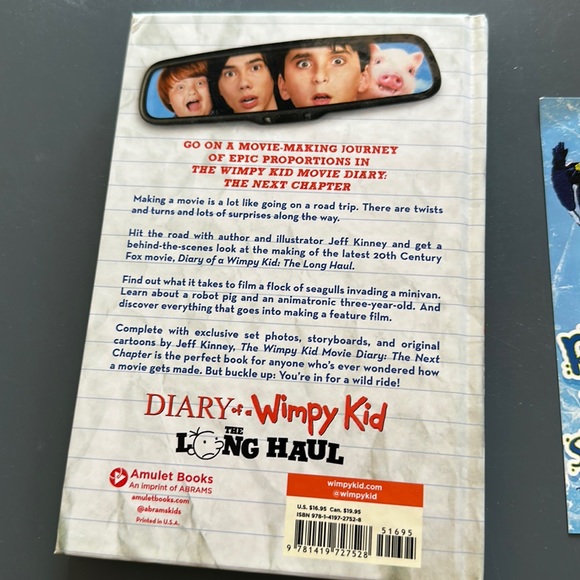 GO ON A MOVIE-MAKING JOURNEY
OF EPIC PROPORTIONS IN
THE WIMPY KID MOVIE DIARY:
THE NEXT CHAPTER
Making a movie is a lot like going on a road trip. There are twists
and turns and lots of surprises along the way.
Hit the road with author and illustrator Jeff Kinney and get a
behind-the-scenes look at the making of the latest 20th Century
Fox movie, Diary of a Wimpy Kid: The Long Haul.
Find out what it takes to film a flock of seagulls invading a minivan.
Learn about a robot pig and an animatronic three-year-old. And
discover everything that goes into making a feature film.
Complete with exclusive set photos, storyboards, and original
cartoons by Jeff Kinney, The Wimpy Kid Movie Diary: The Next
Chapter is the perfect book for anyone who's ever wondered how
a movie gets made. But buckle up: You're in for a wild ride!
DIARY of a Wimpy Kid
THE
LONG HAUL
Amulet Books
An imprint of ABRAMS
amuletbooks.com
@abramskids
Printed in U.S.A.
wimpykid.com
@wimpykid
U.S. $16.95 Can. $19.95
ISBN 978-1-4197-2752-8
51695
9 781419 727528